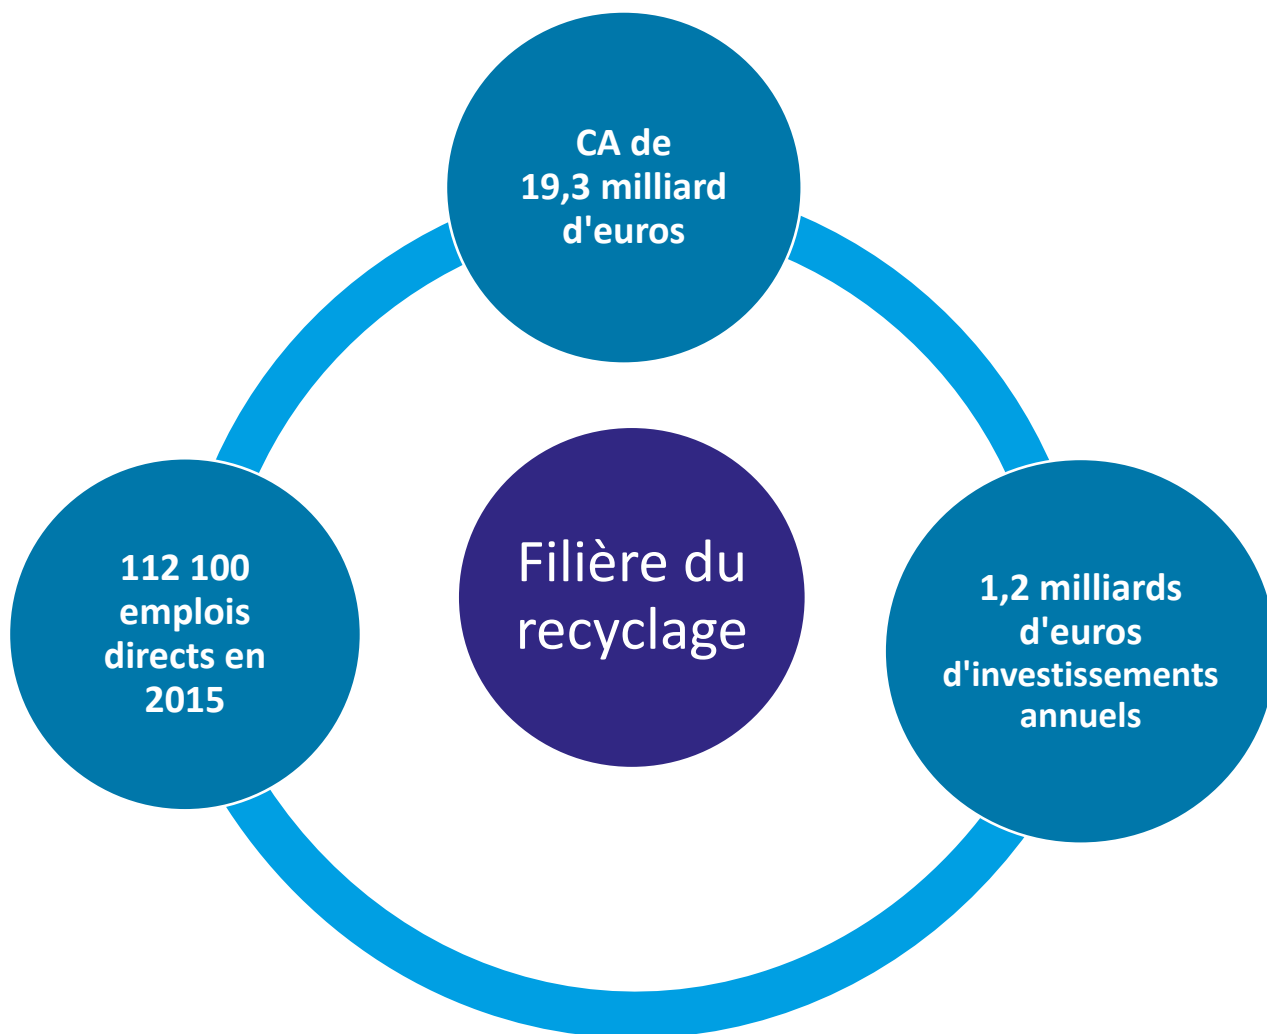 CA de
19,3 milliard
d'euros
Filière du
recyclage
112 100
emplois
directs en
2015
1,2 milliards
d'euros
d'investissements
annuels